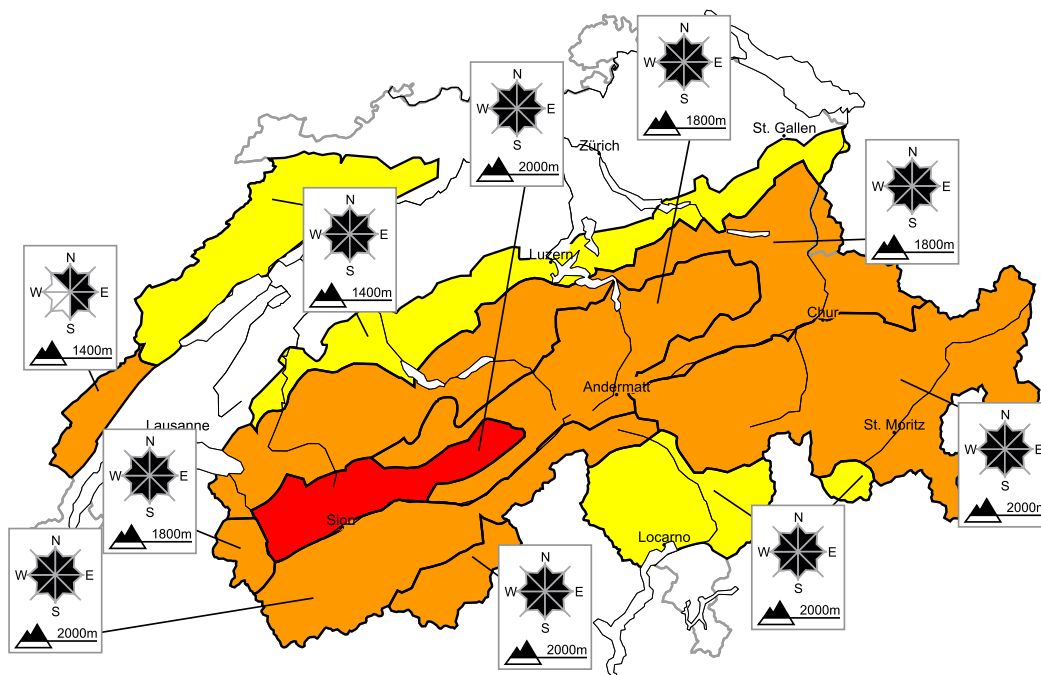 N
W E
S
1800m
N
W E
S
2000m
St. Gallen
Zürich
N
W E
S
1800m
N
W E
S
1400m
Luzern
N
W E
S
1400m
Chur
Andermatt
St. Moritz
Lausanne
N
W E
S
1800m
N
W E
S
2000m
Sion
Locarno
N
W E
S
2000m
N
W E
S
2000m
N
W E
S
2000m